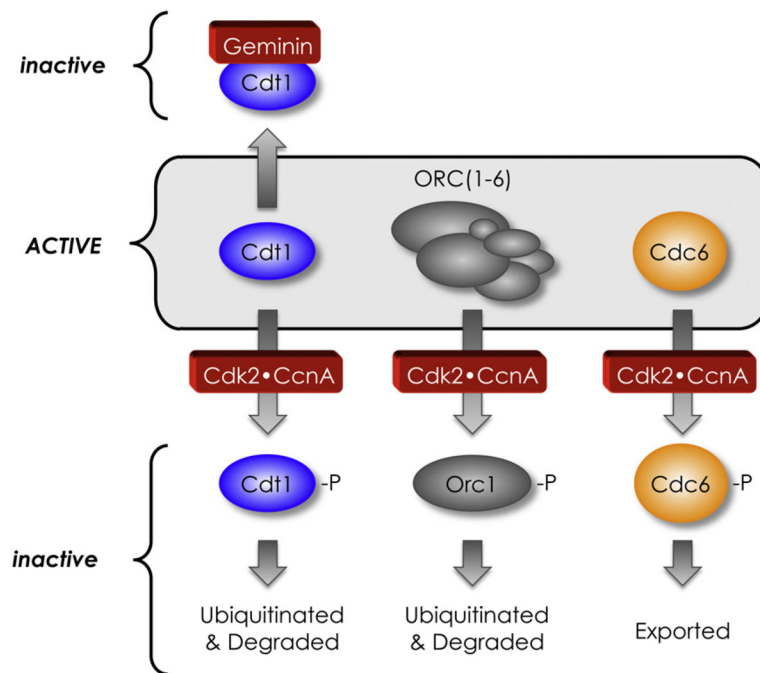 inactive
Geminin
Cdt1
ACTIVE
ORC(1-6)
Cdt1
Cdc6
Cdk2•CcnA
Cdk2•CcnA
Cdk2•CcnA
inactive
Cdt1 -P
Orc1 -P
Cdc6 -P
Ubiquitinated
& Degraded
Ubiquitinated
& Degraded
Exported